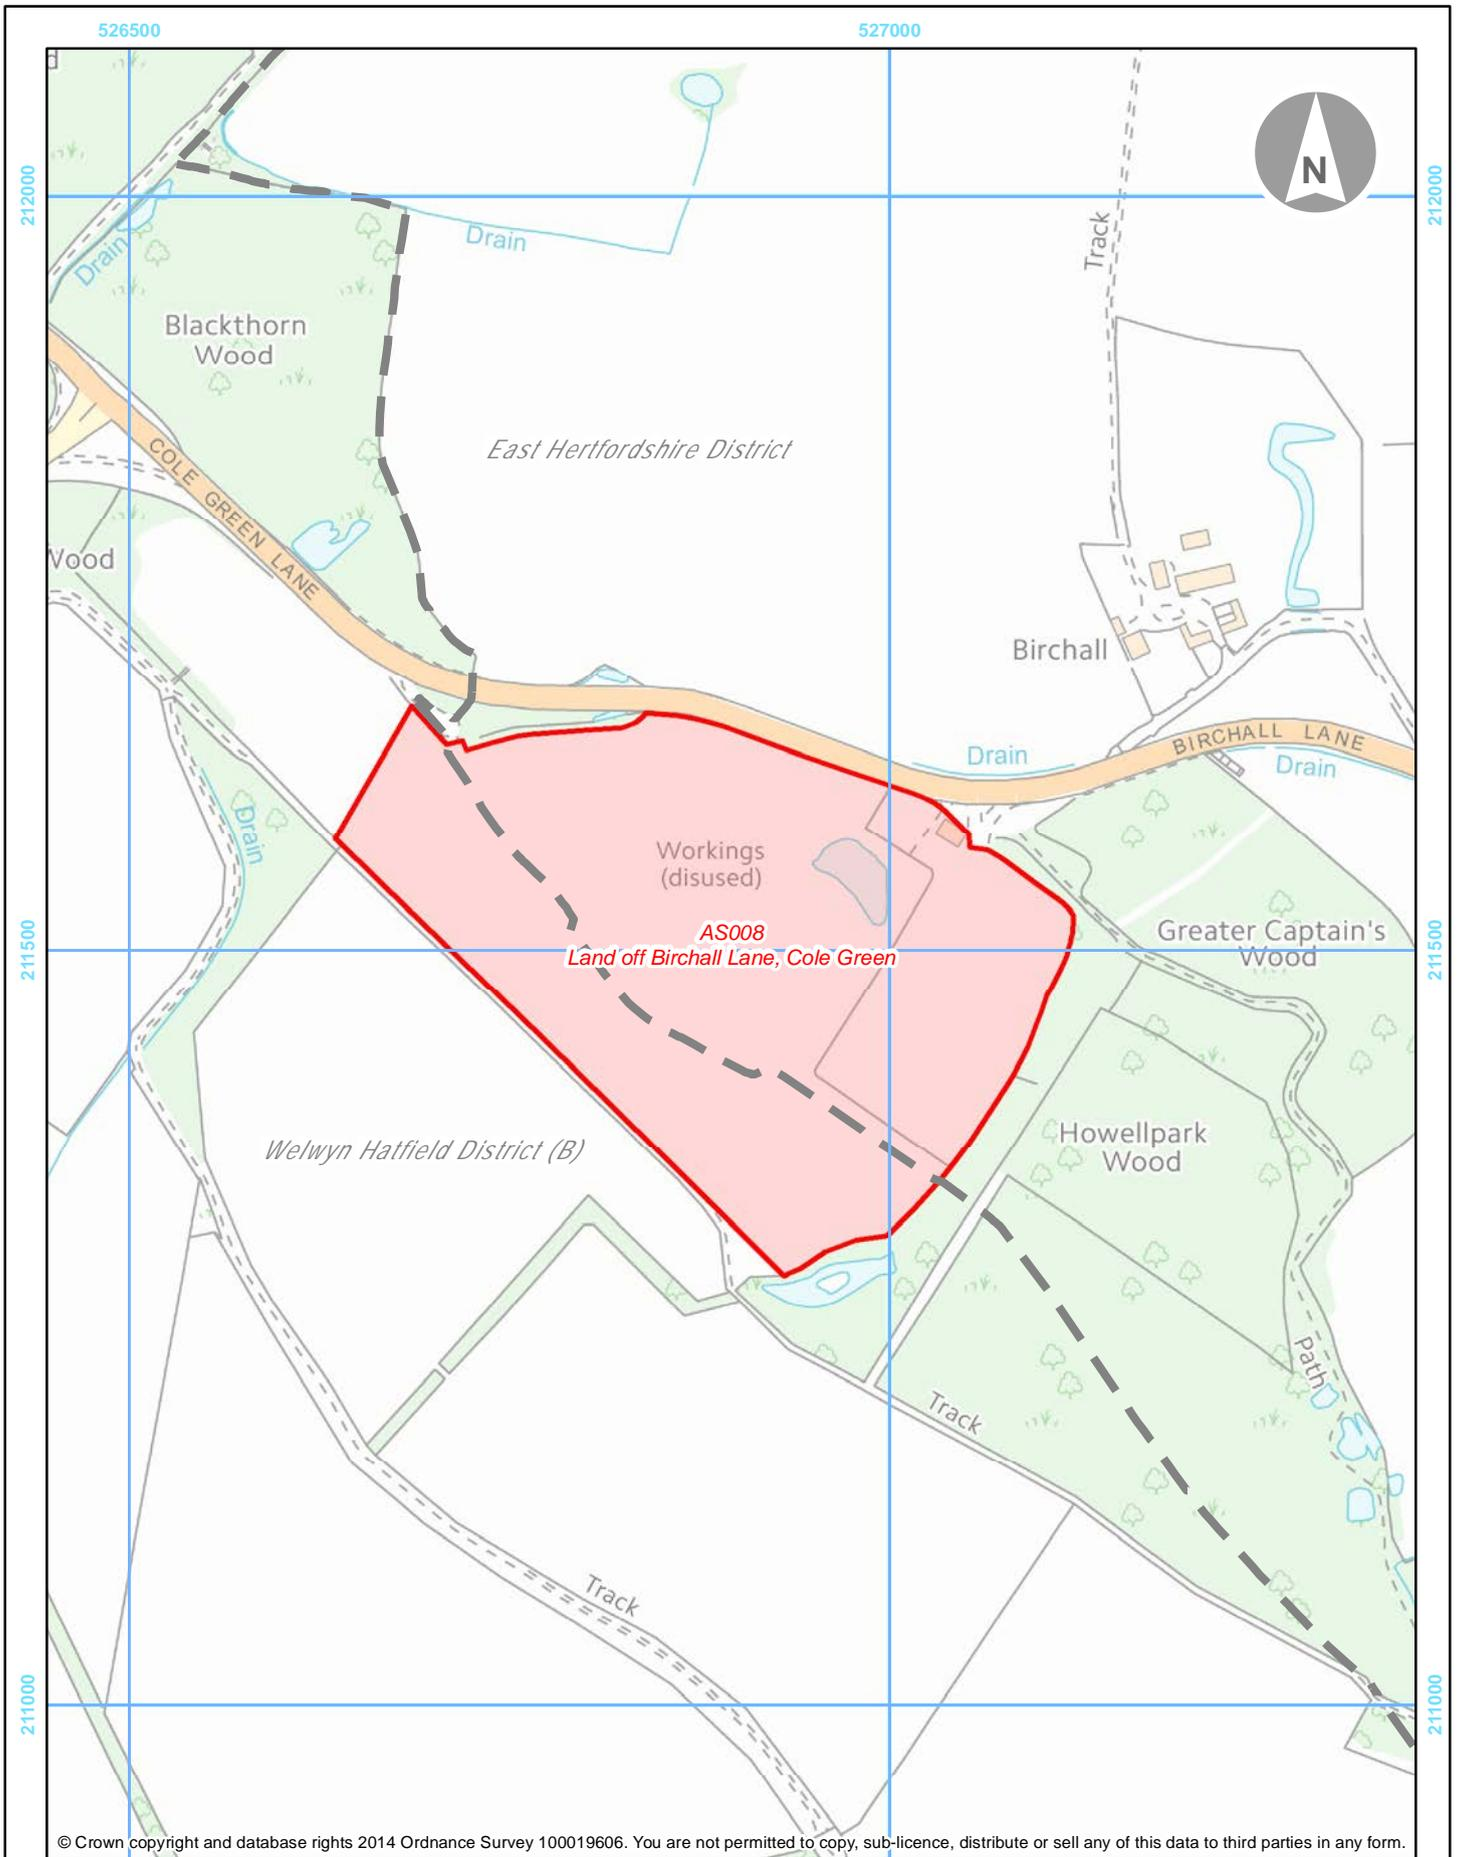 526500
527000
d
N
212000
212000
Drain
Drain
Track
Blackthorn
Wood
East Hertfordshire District
COLE GREEN LANE
Wood
Birchall
BIRCHALL LANE
Drain
Drain
Drain
Workings
(disused)
AS008
Land off Birchall Lane, Cole Green
Greater Captain's
Wood
211500
211500
Welwyn Hatfield District (B)
Howellpark
Wood
Path
Track
Track
211000
211000
© Crown copyright and database rights 2014 Ordnance Survey 100019606. You are not permitted to copy, sub-licence, distribute or sell any of this data to third parties in any form.